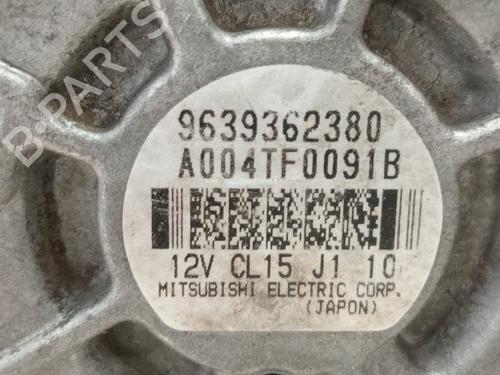 B-PARTS
9639362380
A004TF0091B
12V CL15 J1 10
MITSUBISHI ELECTRIC CORP.
(JAPON)